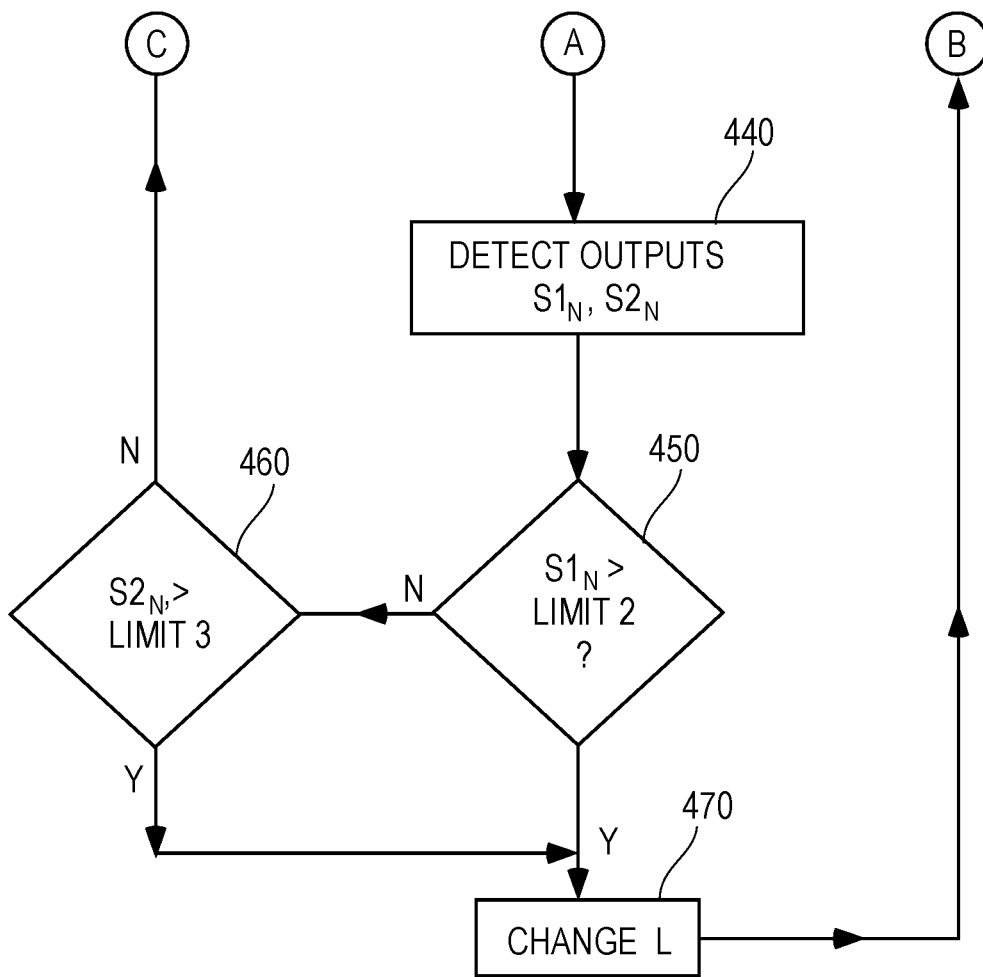 C
A
B
440
DETECT OUTPUTS
S1N, S2N
N
460
450
S2N,>
LIMIT 3
N
S1N >
LIMIT 2
?
Y
Y
470
CHANGE L